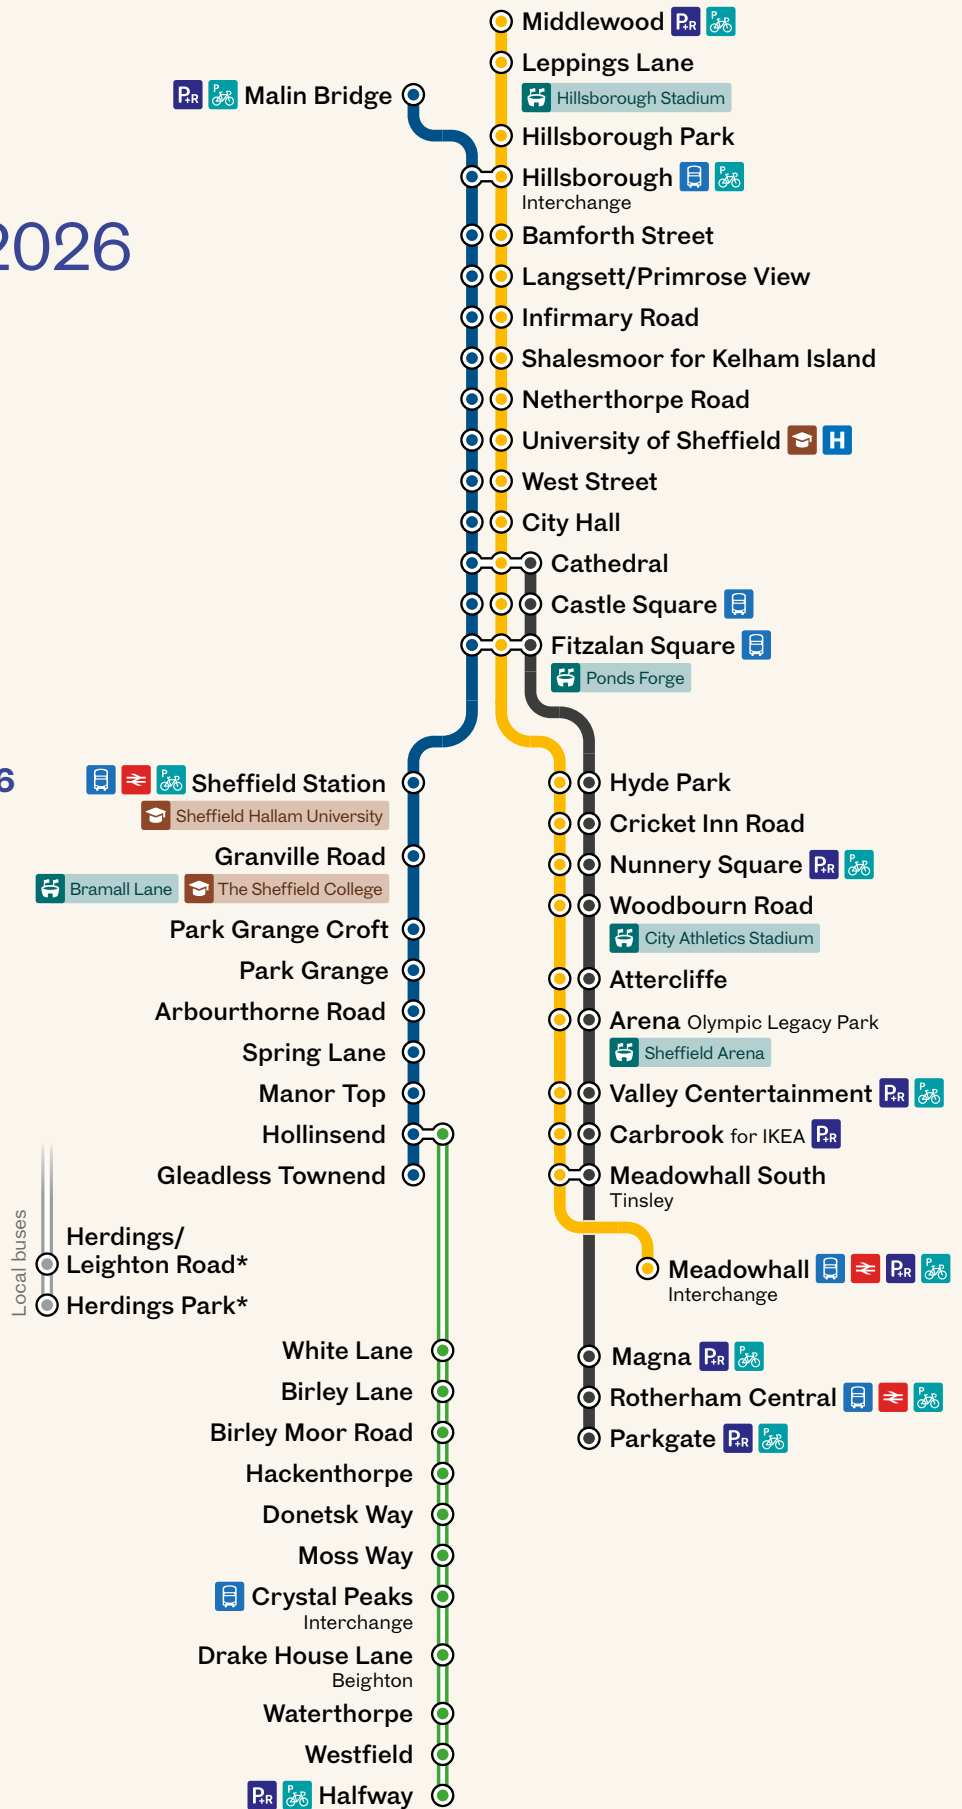 Middlewood P+R P
Leppings Lane
Hillsborough Stadium
P+R P Malin Bridge
Hillsborough Park
Hillsborough P
Interchange
2026
Bamforth Street
Langsett/Primrose View
Infirmary Road
Shalesmoor for Kelham Island
Netherthorpe Road
University of Sheffield H
West Street
City Hall
Cathedral
Castle Square
Fitzalan Square
Ponds Forge
6
P Sheffield Station
Sheffield Hallam University
Granville Road
Bramall Lane The Sheffield College
Park Grange Croft
Park Grange
Arbourthorne Road
Spring Lane
Manor Top
Hollinsend
Gleadless Townend
Hyde Park
Cricket Inn Road
Nunnery Square P+R P
Woodbourn Road
City Athletics Stadium
Attercliffe
Arena Olympic Legacy Park
Sheffield Arena
Valley Centertainment P+R P
Carbrook for IKEA P+R
Meadowhall South
Tinsley
Meadowhall P+R P
Interchange
Magna P+R P
Rotherham Central P
Parkgate P+R P
Local buses
Herdings/
Leighton Road*
Herdings Park*
White Lane
Birley Lane
Birley Moor Road
Hackenthorpe
Donetsk Way
Moss Way
Crystal Peaks
Interchange
Drake House Lane
Beighton
Waterthorpe
Westfield
P+R P Halfway